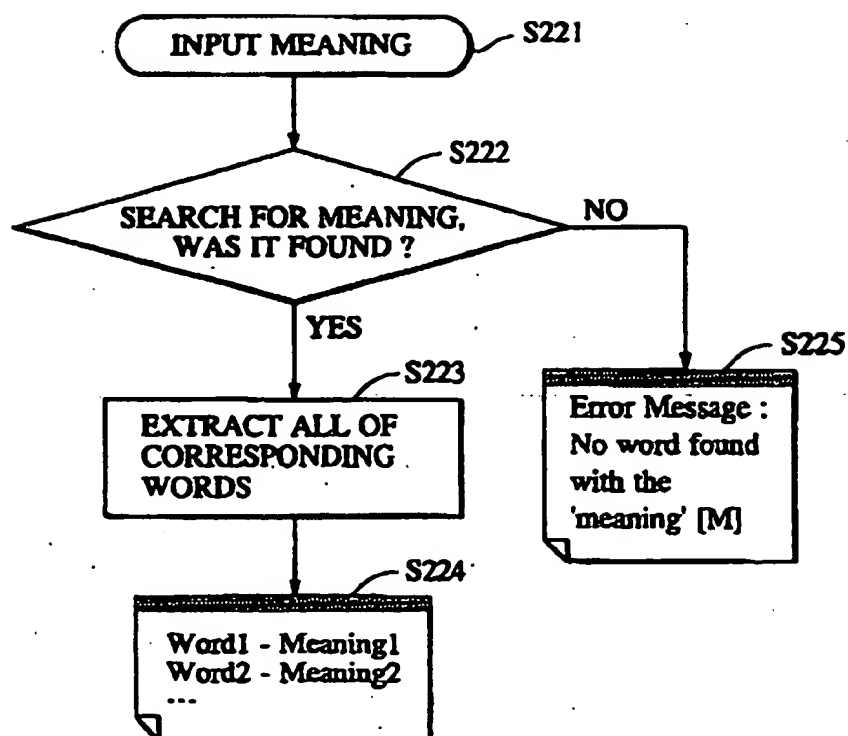 INPUT MEANING
S221
S222
SEARCH FOR MEANING,
WAS IT FOUND ?
NO
YES
S223
EXTRACT ALL OF
CORRESPONDING
WORDS
S225
Error Message :
No word found
with the
'meaning' [M]
S224
Word1 - Meaning1
Word2 - Meaning2
---